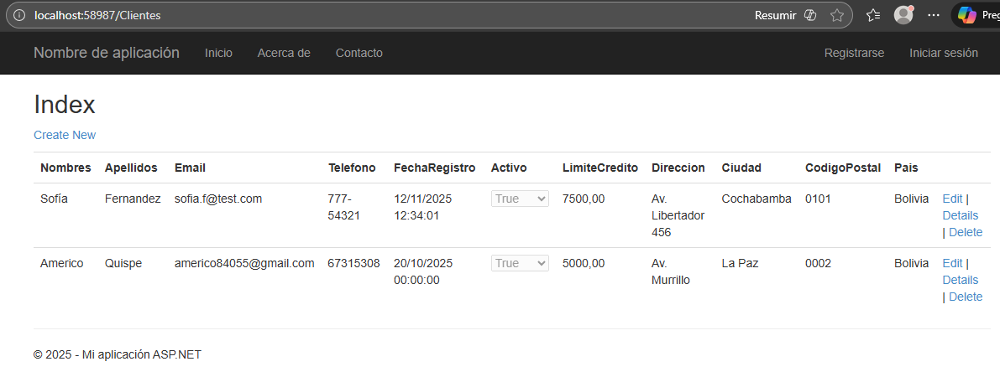 localhost:58987/Clientes Resumir Preg
Nombre de aplicación Inicio Acerca de Contacto Registrarse Iniciar sesión
Index
Create New
Nombres Apellidos Email Telefono FechaRegistro Activo LimiteCredito Direccion Ciudad CodigoPostal Pais
Sofía Fernandez sofia.f@test.com 777- 12/11/2025 True 7500,00 Av. Cochabamba 0101 Bolivia Edit |
54321 12:34:01 Libertador Details
456 | Delete
Americo Quispe americo84055@gmail.com 67315308 20/10/2025 True 5000,00 Av. La Paz 0002 Bolivia Edit |
00:00:00 Murrillo Details
| Delete
© 2025 - Mi aplicación ASP.NET